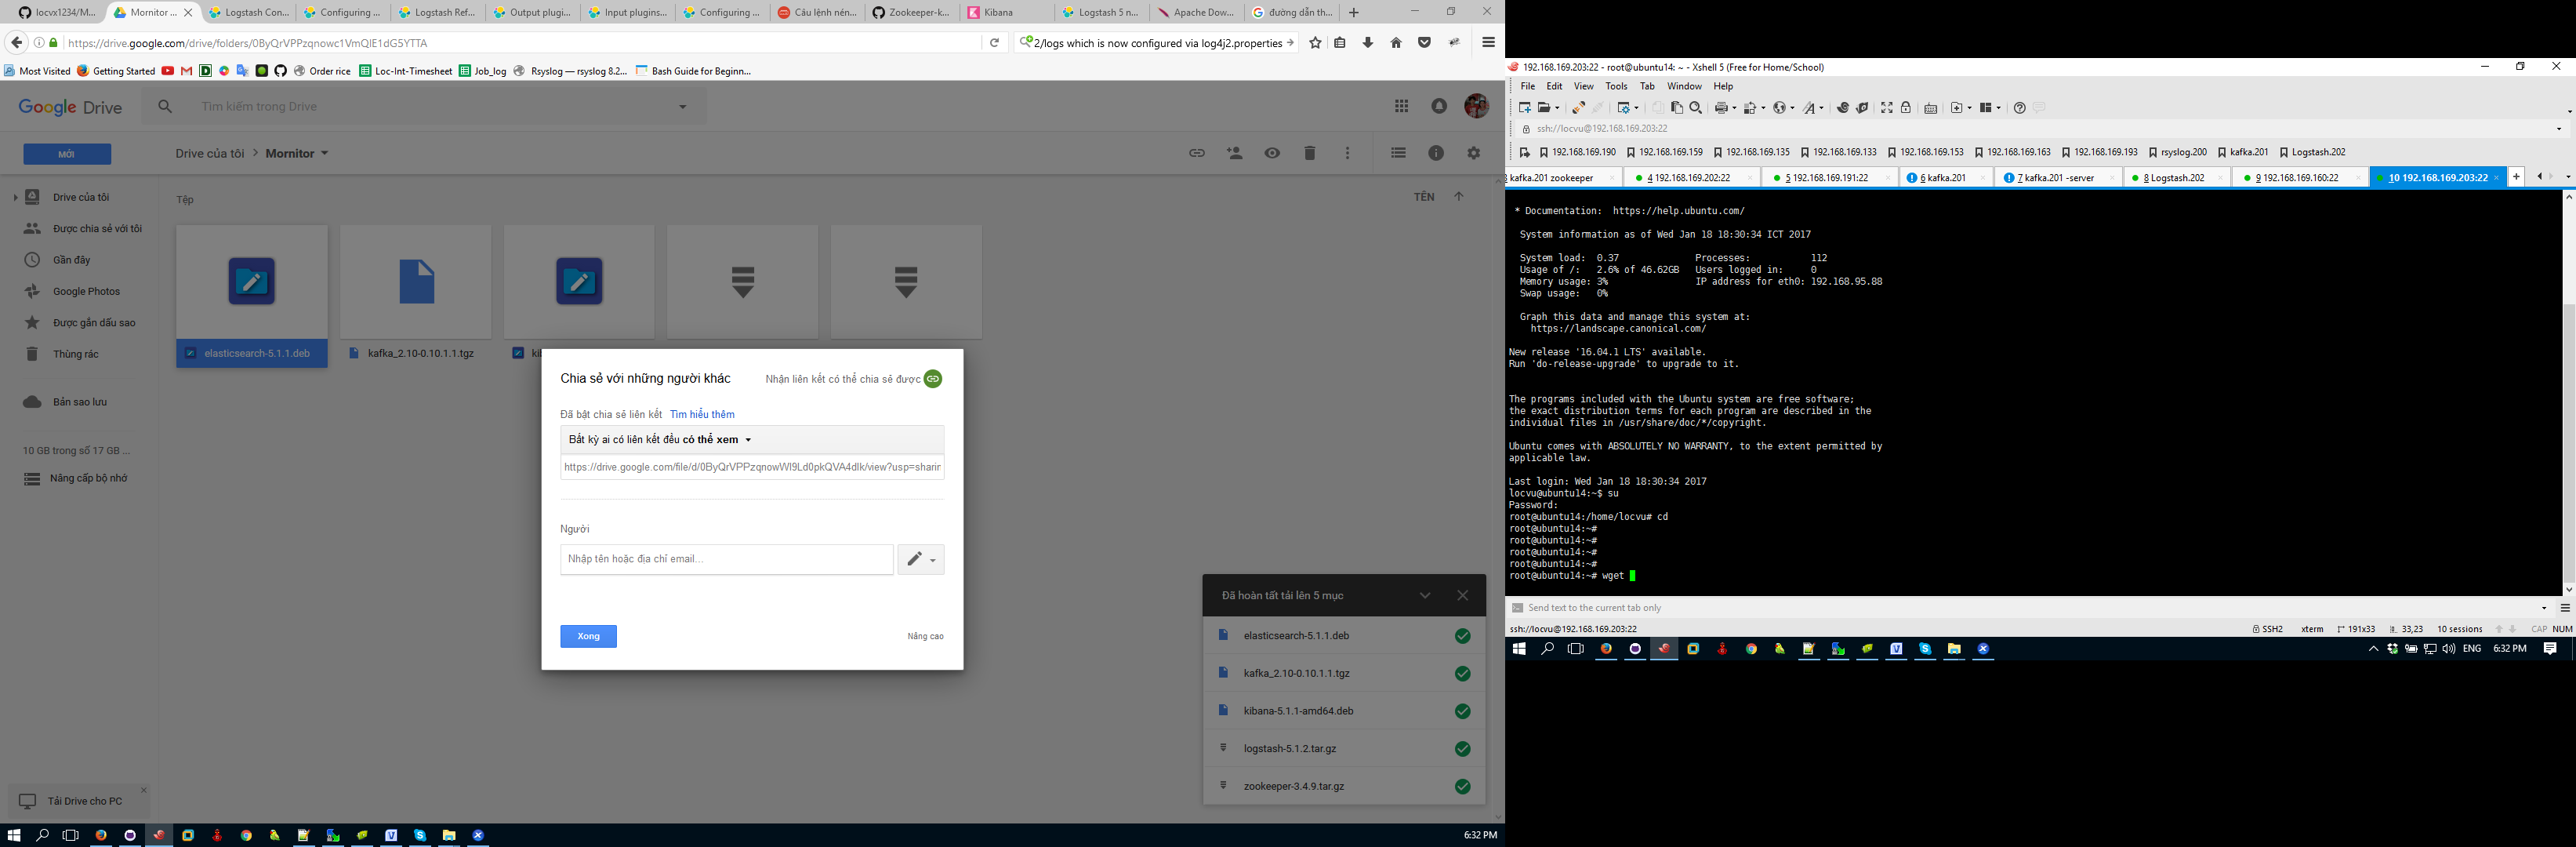 locvx1234/M...
Mornitor ...
Logstash Con...
Configuring ...
Logstash Ref...
Output plugi...
Input plugins...
Configuring ...
Câu lệnh nén...
Zookeeper-k...
Kibana
Logstash 5 n...
Apache Dow...
đường dẫn th...
https://drive.google.com/drive/folders/0ByQrVPPzqnowc1VmQlE1dG5YTTA
2/logs which is now configured via log4j2.properties
Most Visited
Getting Started
Order rice
Loc-Int-Timesheet
Job_log
Rsyslog — rsyslog 8.2...
Bash Guide for Beginn...
Google Drive
Tìm kiếm trong Drive
MỚI
Drive của tôi > Mornitor
Drive của tôi
Được chia sẻ với tôi
Gần đây
Google Photos
Được gắn dấu sao
Thùng rác
Bản sao lưu
10 GB trong số 17 GB ...
Nâng cấp bộ nhớ
Tải Drive cho PC
Tệp
TÊN
elasticsearch-5.1.1.deb
kafka_2.10-0.10.1.1.tgz
Chia sẻ với những người khác
Nhận liên kết có thể chia sẻ được
Đã bật chia sẻ liên kết Tìm hiểu thêm
Bất kỳ ai có liên kết đều có thể xem
https://drive.google.com/file/d/0ByQrVPPzqnowWl9Ld0pkQVA4dlk/view?usp=sharin
Người
Nhập tên hoặc địa chỉ email...
Xong
Nâng cao
Đã hoàn tất tải lên 5 mục
elasticsearch-5.1.1.deb
kafka_2.10-0.10.1.1.tgz
kibana-5.1.1-amd64.deb
logstash-5.1.2.tar.gz
zookeeper-3.4.9.tar.gz
6:32 PM
192.168.169.203:22 - root@ubuntu14: ~ - Xshell 5 (Free for Home/School)
File Edit View Tools Tab Window Help
ssh://locvu@192.168.169.203:22
192.168.169.190
192.168.169.159
192.168.169.135
192.168.169.133
192.168.169.153
192.168.169.163
192.168.169.193
rsyslog.200
kafka.201
Logstash.202
3 kafka.201 zookeeper
4 192.168.169.202:22
5 192.168.169.191:22
6 kafka.201
7 kafka.201 -server
8 Logstash.202
9 192.168.169.160:22
10 192.168.169.203:22
* Documentation:  https://help.ubuntu.com/
System information as of Wed Jan 18 18:30:34 ICT 2017
System load:  0.37    Processes:    112
Usage of /:   2.6% of 46.62GB   Users logged in:     0
Memory usage: 3%    IP address for eth0: 192.168.95.88
Swap usage:   0%
Graph this data and manage this system at:
https://landscape.canonical.com/
New release '16.04.1 LTS' available.
Run 'do-release-upgrade' to upgrade to it.
The programs included with the Ubuntu system are free software;
the exact distribution terms for each program are described in the
individual files in /usr/share/doc/*/copyright.
Ubuntu comes with ABSOLUTELY NO WARRANTY, to the extent permitted by
applicable law.
Last login: Wed Jan 18 18:30:34 2017
locvu@ubuntu14:~$ su
Password:
root@ubuntu14:/home/locvu# cd
root@ubuntu14:~#
root@ubuntu14:~#
root@ubuntu14:~#
root@ubuntu14:~#
root@ubuntu14:~# wget
Send text to the current tab only
ssh://locvu@192.168.169.203:22
SSH2
xterm
191x33
33,23
10 sessions
CAP NUM
ENG
6:32 PM